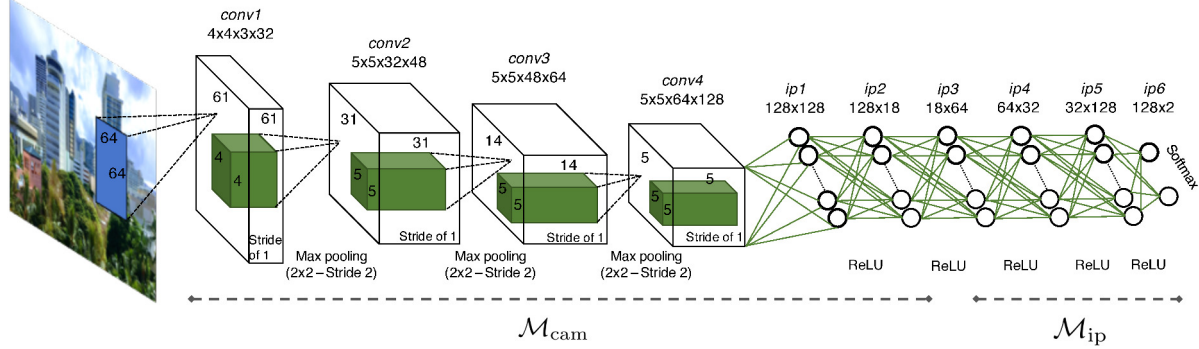 conv1
4x4x3x32
conv2
5x5x32x48
conv3
5x5x48x64
conv4
5x5x64x128
ip1
128x128
ip2
128x18
ip3
18x64
ip4
64x32
ip5
32x128
ip6
128x2
64
64
61
61
4
4
Stride
of 1
31
31
5
5
Stride of 1
14
14
5
5
Stride of 1
5
5
5
5
Stride of 1
Softmax
Max pooling
(2x2–Stride 2)
Max pooling
(2x2–Stride 2)
Max pooling
(2x2–Stride 2)
ReLU
ReLU
ReLU
ReLU
ReLU
ℳcam
ℳip